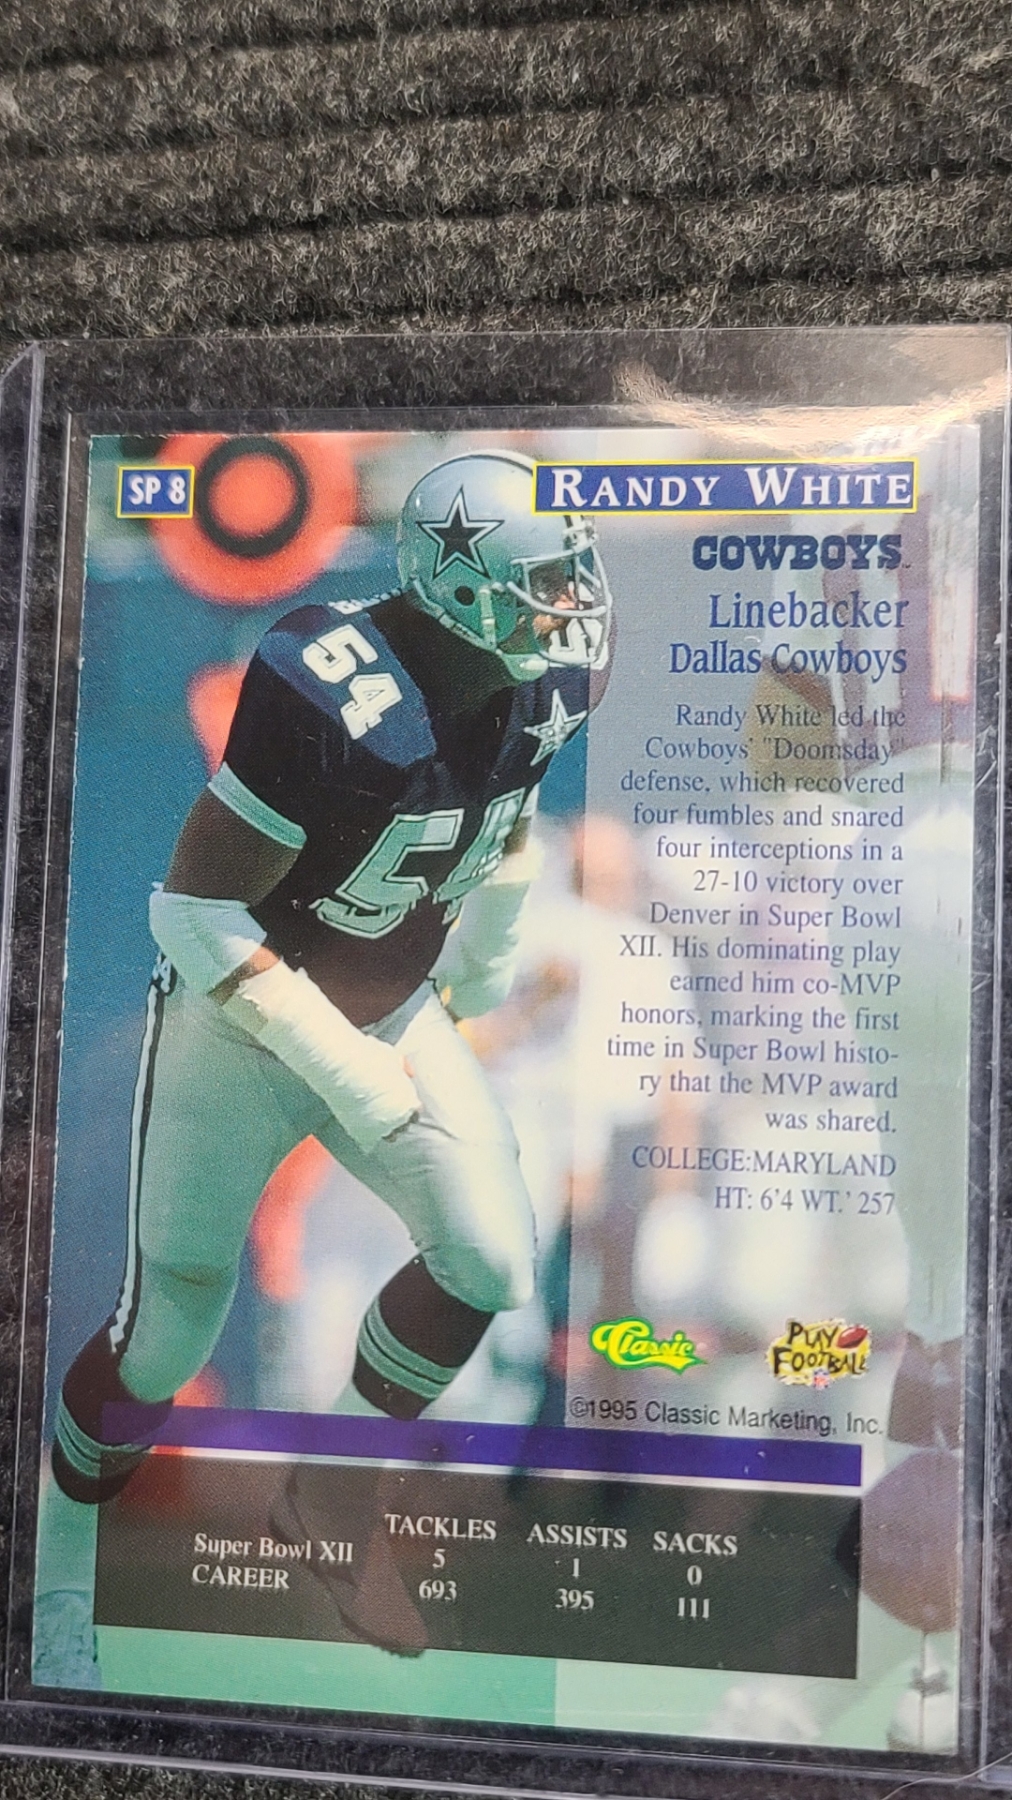 SP 8
RANDY WHITE
COWBOYS
Linebacker
Dallas Cowboys
Randy White led the
Cowboys' "Doomsday"
defense, which recovered
four fumbles and snared
four interceptions in a
27-10 victory over
Denver in Super Bowl
XII. His dominating play
earned him co-MVP
honors, marking the first
time in Super Bowl histo-
ry that the MVP award
was shared.
COLLEGE:MARYLAND
HT: 6'4 WT.' 257
54
54
Classic
PLAY
FOOTBALL
©1995 Classic Marketing, Inc.
TACKLES ASSISTS SACKS
Super Bowl XII 5 1 0
CAREER 693 395 111